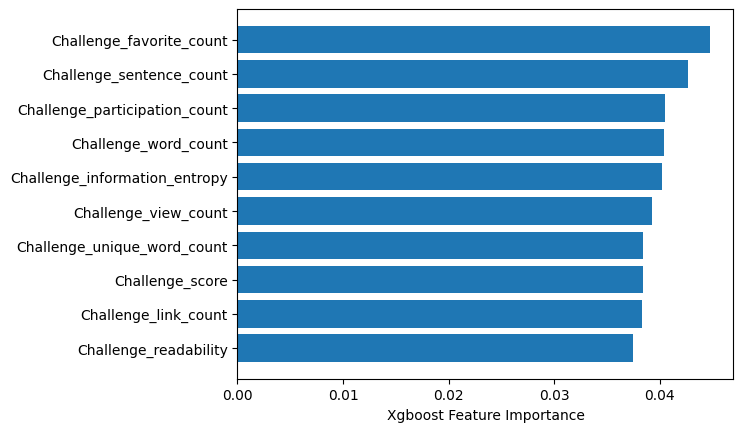 Challenge_favorite_count
Challenge_sentence_count
Challenge_participation_count
Challenge_word_count
Challenge_information_entropy
Challenge_view_count
Challenge_unique_word_count
Challenge_score
Challenge_link_count
Challenge_readability
0.00 0.01 0.02 0.03 0.04
Xgboost Feature Importance